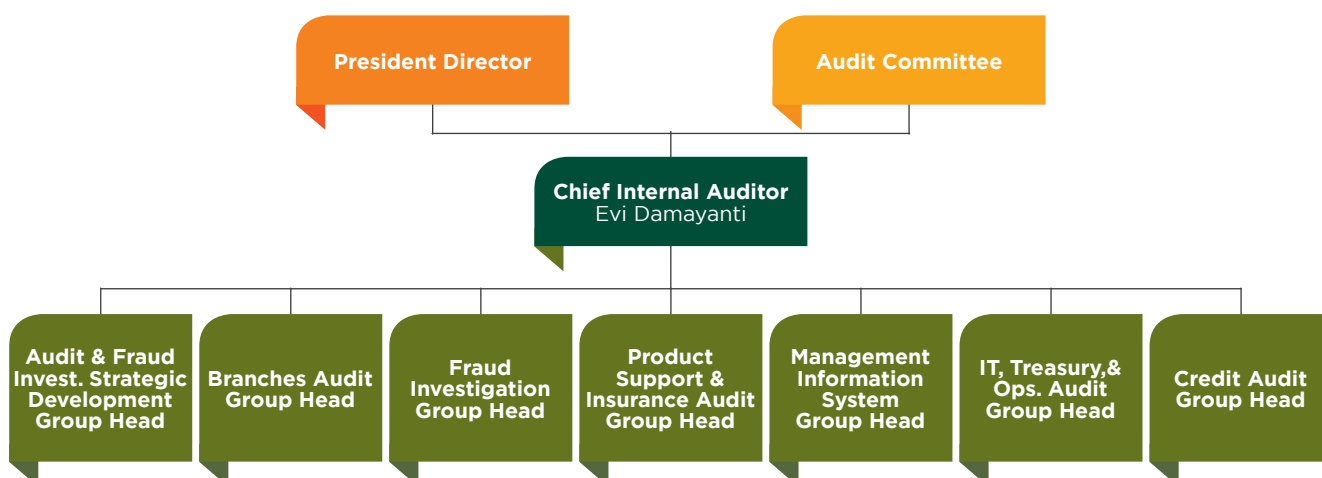 President Director
Audit Committee
Chief Internal Auditor
Evi Damayanti
Audit & Fraud
Invest. Strategic
Development
Group Head
Branches Audit
Group Head
Fraud
Investigation
Group Head
Product
Support &
Insurance Audit
Group Head
Management
Information
System
Group Head
IT, Treasury,&
Ops. Audit
Group Head
Credit Audit
Group Head